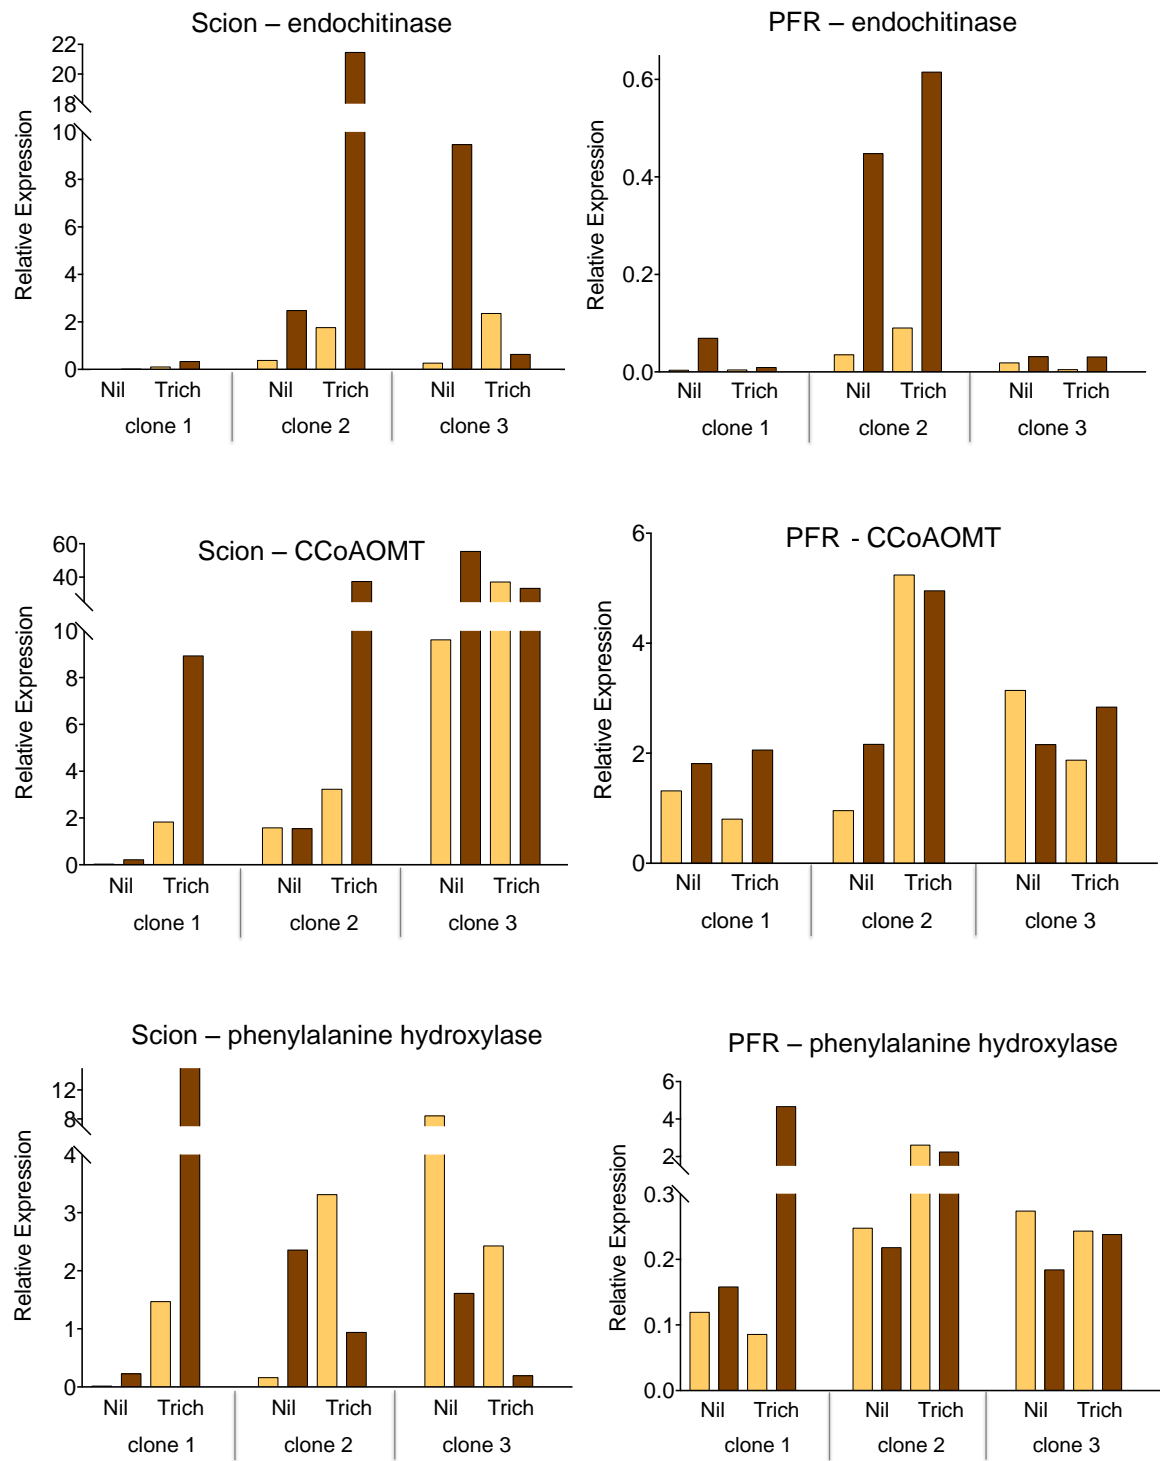 Scion – endochitinase
22
20
18
10
8
6
4
2
0
Relative Expression
Nil Trich Nil Trich Nil Trich
clone 1 clone 2 clone 3
PFR – endochitinase
0.6
0.4
0.2
0.0
Relative Expression
Nil Trich Nil Trich Nil Trich
clone 1 clone 2 clone 3
Scion – CCoAOMT
60
40
10
8
6
4
2
0
Relative Expression
Nil Trich Nil Trich Nil Trich
clone 1 clone 2 clone 3
PFR - CCoAOMT
6
4
2
0
Relative Expression
Nil Trich Nil Trich Nil Trich
clone 1 clone 2 clone 3
Scion – phenylalanine hydroxylase
12
8
4
3
2
1
0
Relative Expression
Nil Trich Nil Trich Nil Trich
clone 1 clone 2 clone 3
PFR – phenylalanine hydroxylase
6
4
2
0.3
0.2
0.1
0.0
Relative Expression
Nil Trich Nil Trich Nil Trich
clone 1 clone 2 clone 3